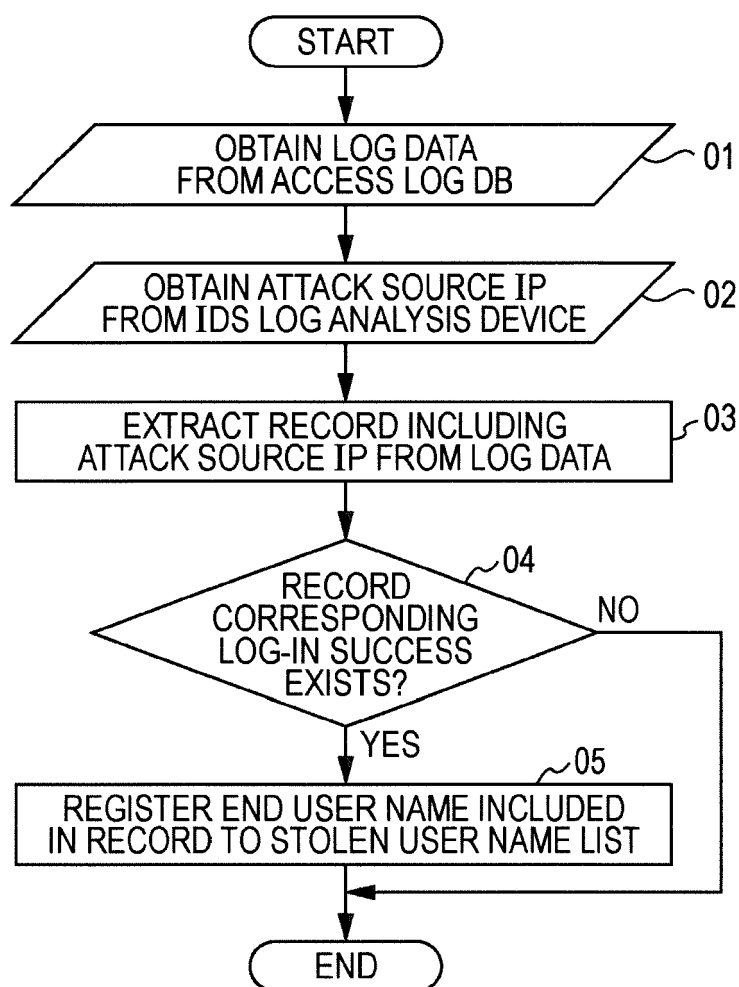 START
OBTAIN LOG DATA
FROM ACCESS LOG DB
01
OBTAIN ATTACK SOURCE IP
FROM IDS LOG ANALYSIS DEVICE
02
EXTRACT RECORD INCLUDING
ATTACK SOURCE IP FROM LOG DATA
03
04
RECORD
CORRESPONDING
LOG-IN SUCCESS
EXISTS?
NO
YES
05
REGISTER END USER NAME INCLUDED
IN RECORD TO STOLEN USER NAME LIST
END